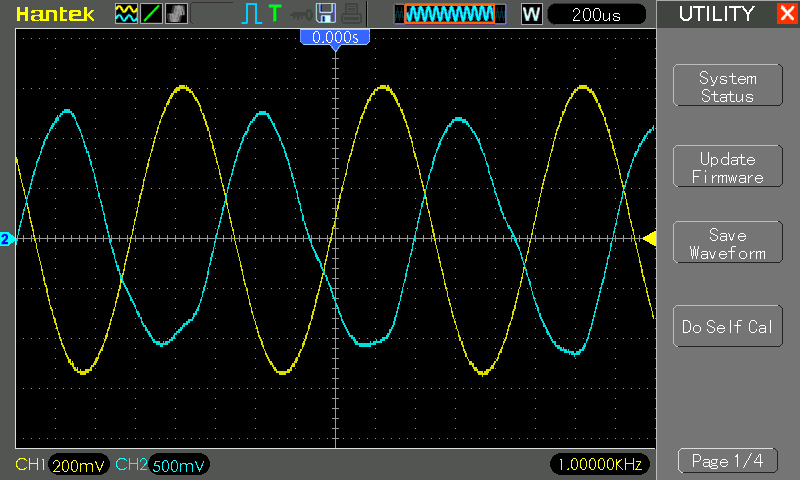 Hantek
T
W
200us
UTILITY
0.000s
System
Status
Update
Firmware
2
Save
Waveform
Do Self Cal
CH1 200mV CH2 500mV
1.00000KHz
Page 1/4